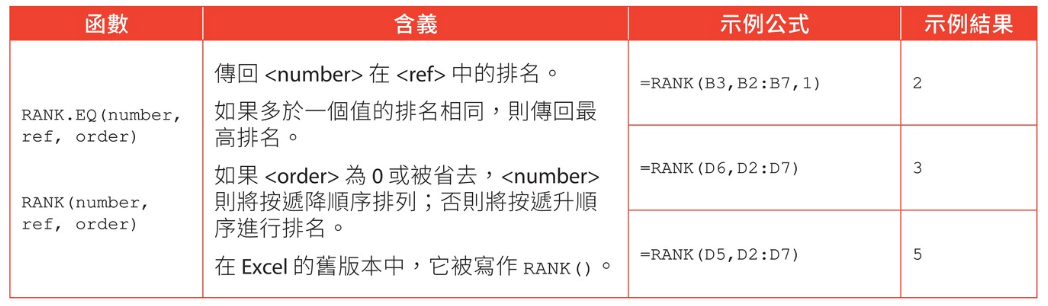 函數
含義
示例公式
示例結果
RANK.EQ(number,
ref, order)
RANK(number,
ref, order)
傳回 <number> 在 <ref> 中的排名。
如果多於一個值的排名相同，則傳回最
高排名。
如果 <order> 為 0 或被省去，<number>
則將按遞降順序排列；否則將按遞升順
序進行排名。
在 Excel 的舊版本中，它被寫作 RANK()。
=RANK(B3,B2:B7,1)
2
=RANK(D6,D2:D7)
3
=RANK(D5,D2:D7)
5